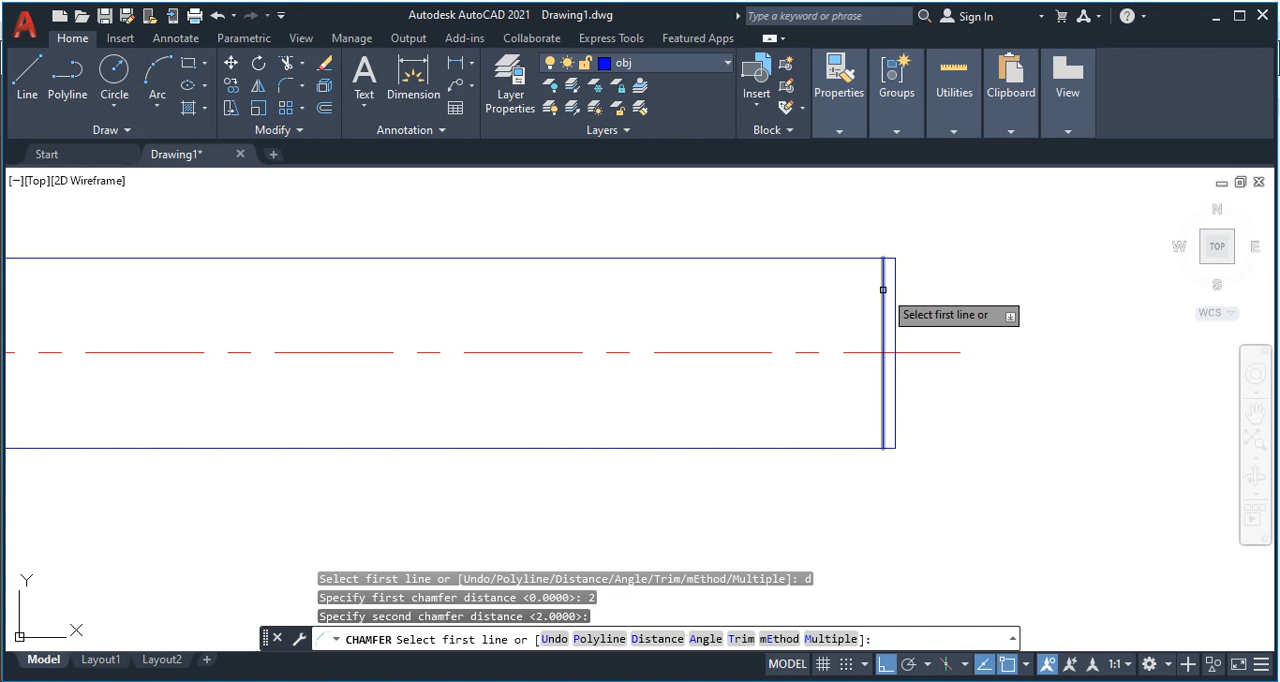 Autodesk AutoCAD 2021 Drawing1.dwg
Type a keyword or phrase
Sign In
Home Insert Annotate Parametric View Manage Output Add-ins Collaborate Express Tools Featured Apps
Line Polyline Circle Arc
Text Dimension
Layer
Properties
obj
Insert
Properties Groups Utilities Clipboard View
Draw Modify Annotation Layers Block
Start Drawing1*
[−][Top][2D Wireframe]
N
W TOP E
S
WCS
Select first line or
Select first line or [Undo/Polyline/Distance/Angle/Trim/mEthod/Multiple]: d
Specify first chamfer distance <0.0000>: 2
Specify second chamfer distance <2.0000>:
Y
X
CHAMFER Select first line or [Undo Polyline Distance Angle Trim mEthod Multiple]:
Model Layout1 Layout2
MODEL 1:1